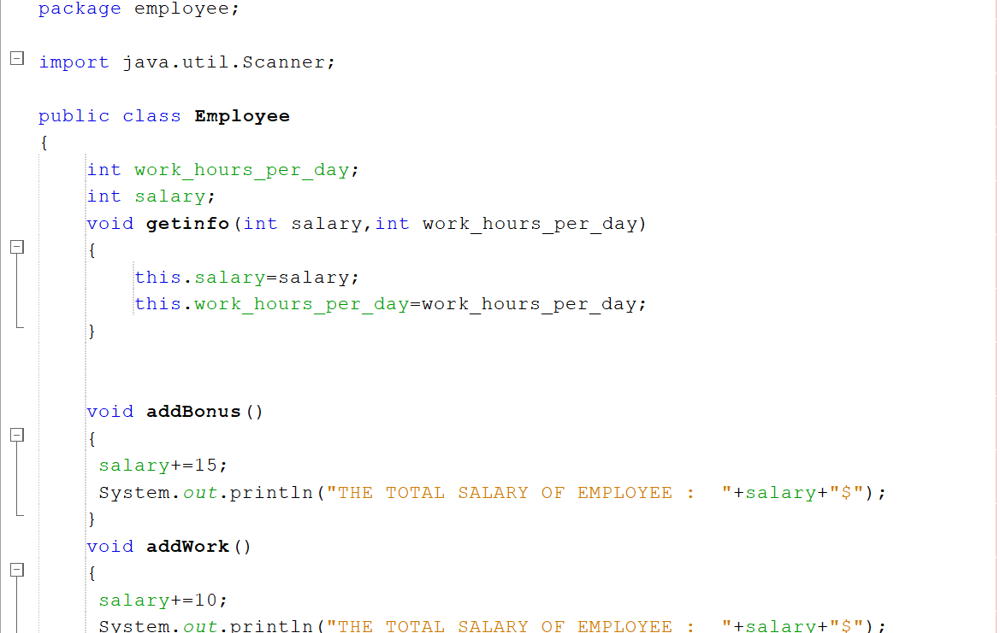 package employee;
import java.util.Scanner;
public class Employee
{
int work_hours_per_day;
int salary;
void getinfo(int salary,int work_hours_per_day)
{
this.salary=salary;
this.work_hours_per_day=work_hours_per_day;
}
void addBonus()
{
salary+=15;
System.out.println("THE TOTAL SALARY OF EMPLOYEE :  "+salary+"$");
}
void addWork()
{
salary+=10;
System.out.println("THE TOTAL SALARY OF EMPLOYEE :  "+salary+"$");